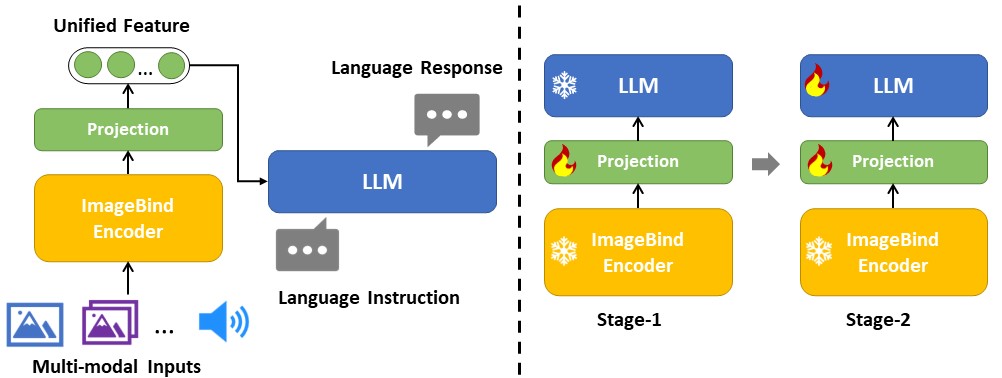 Unified Feature
...
Projection
ImageBind
Encoder
...
Multi-modal Inputs
Language Response
LLM
Language Instruction
LLM
Projection
ImageBind
Encoder
Stage-1
LLM
Projection
ImageBind
Encoder
Stage-2